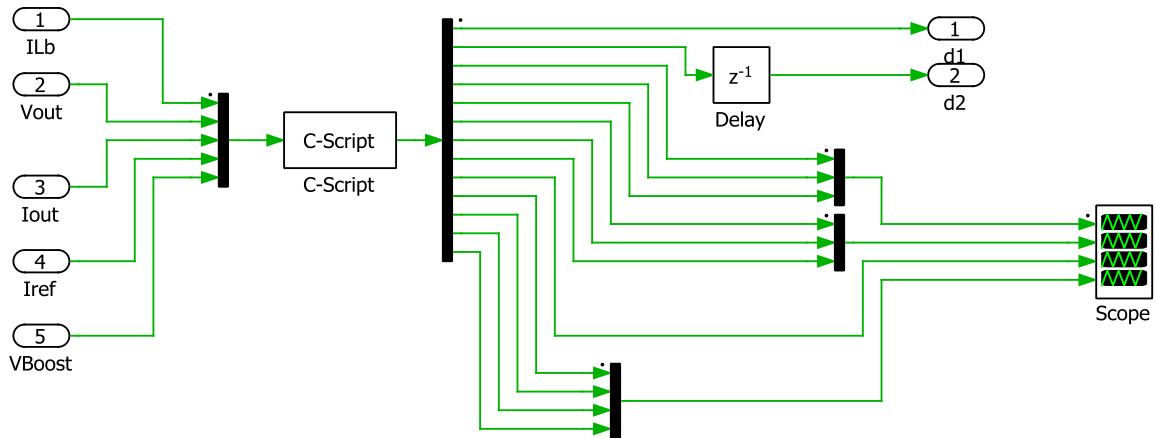 1
ILb
2
Vout
3
Iout
4
Iref
5
VBoost
C-Script
C-Script
z-1
Delay
1
d1
2
d2
Scope